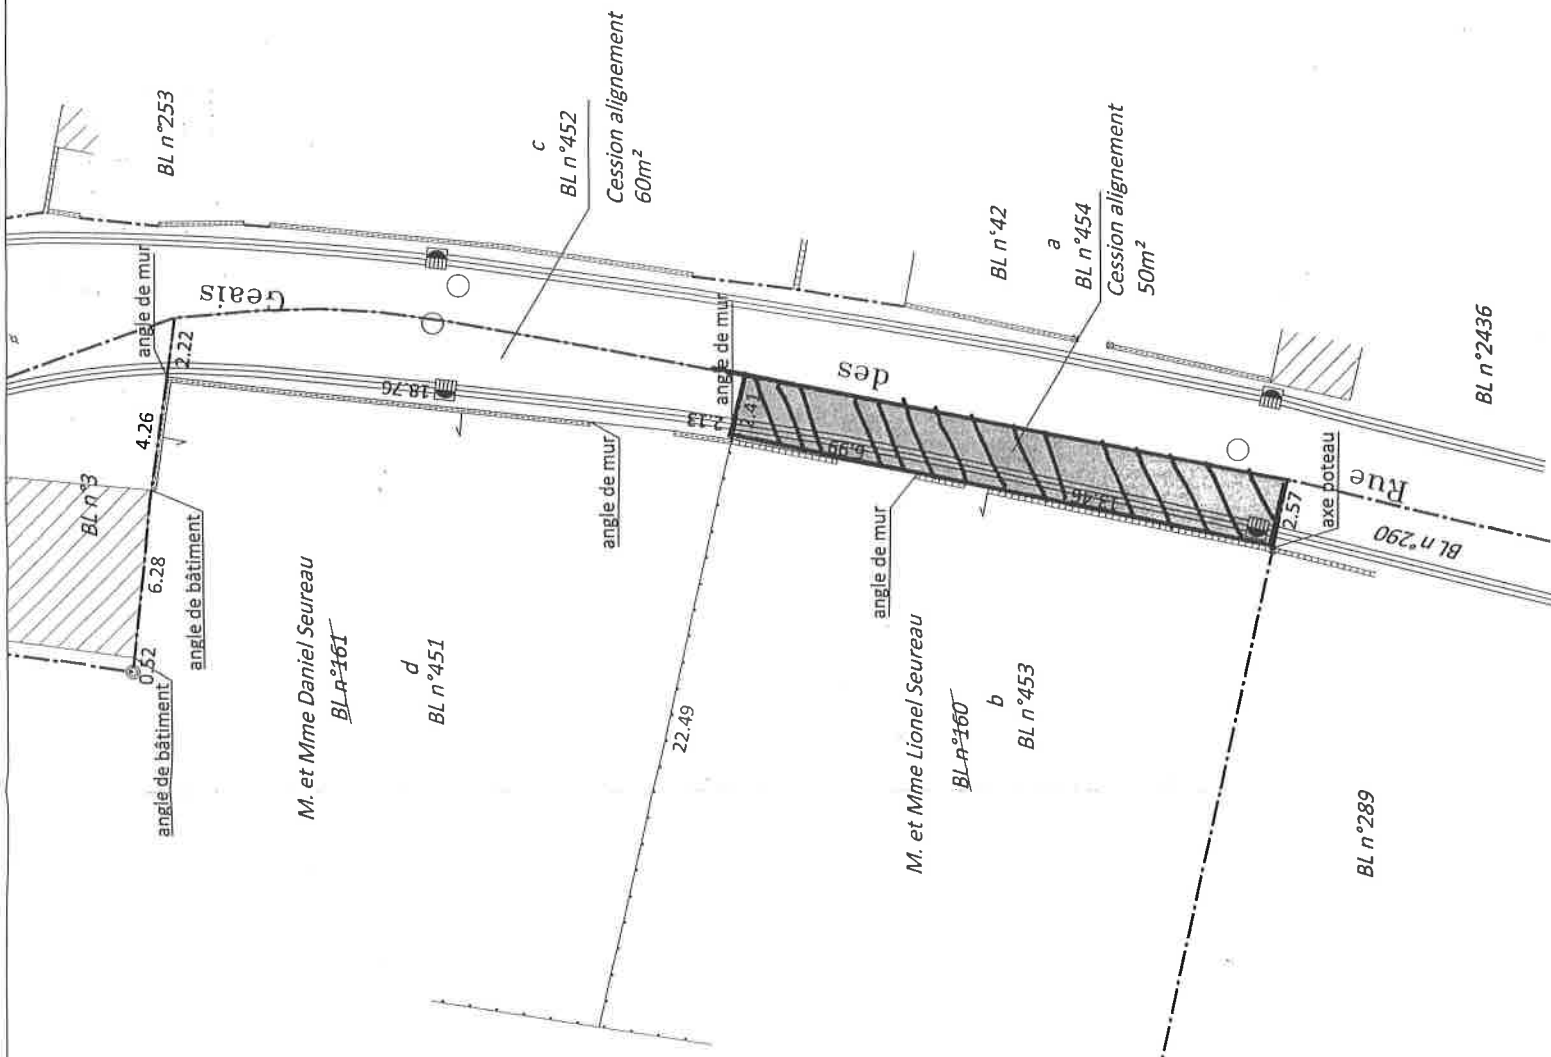 BL n°253
c
BL n°452
Cession alignement
60m²
BL n°42
a
BL n°454
Cession alignement
50m²
BL n°2436
angle de mur
Geais
2.22
4.26
18.76
angle de mur
2.13
2.41
des
6.99
13.46
2.57
axe poteau
Rue
BL n°290
BL n°3
6.28
0.52
angle de bâtiment
angle de bâtiment
angle de mur
angle de mur
M. et Mme Daniel Seureau
BL n°161
d
BL n°451
22.49
M. et Mme Lionel Seureau
BL n°160
b
BL n°453
BL n°289